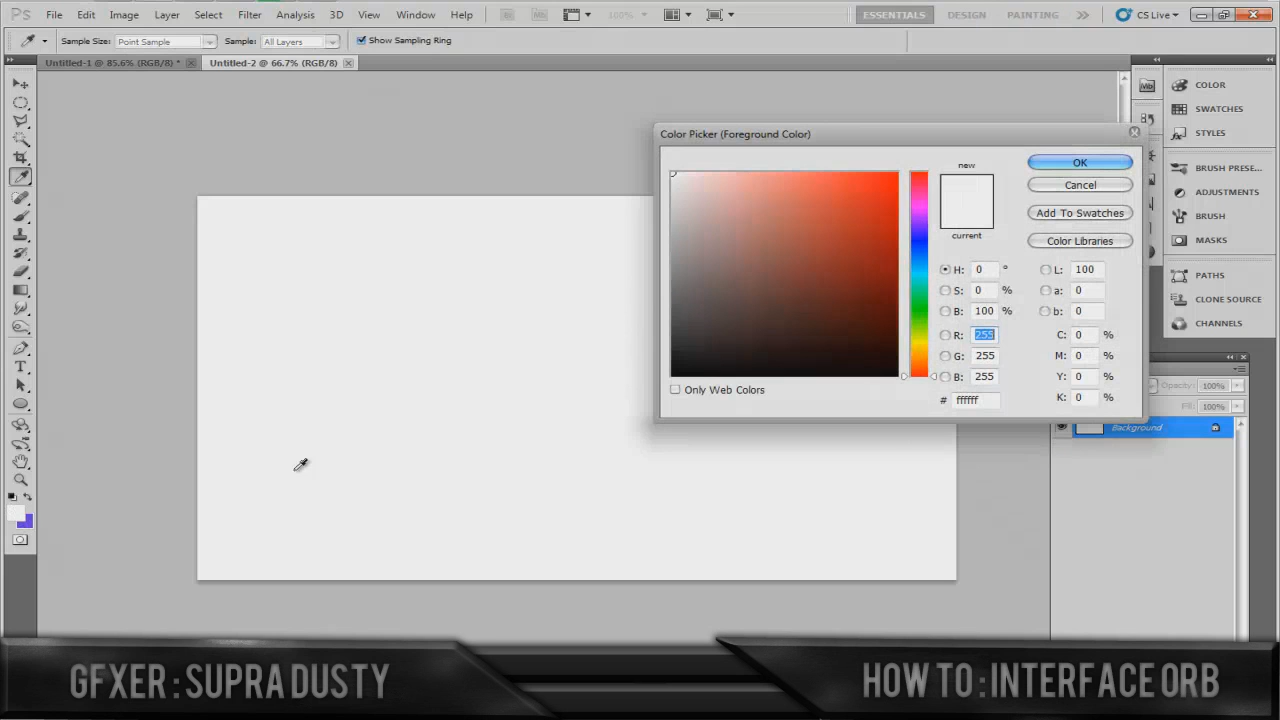 Ps File Edit Image Layer Select Filter Analysis 3D View Window Help Br Mb 100% ESSENTIALS DESIGN PAINTING >> CS Live
Sample Size: Point Sample Sample: All Layers Show Sampling Ring
Untitled-1 @ 85.6% (RGB/8) * Untitled-2 @ 66.7% (RGB/8)
Color Picker (Foreground Color)
new
current
OK
Cancel
Add To Swatches
Color Libraries
H: 0 °
S: 0 %
B: 100 %
R: 255
G: 255
B: 255
# ffffff
L: 100
a: 0
b: 0
C: 0 %
M: 0 %
Y: 0 %
K: 0 %
Only Web Colors
Mb
COLOR
SWATCHES
STYLES
BRUSH PRESE...
ADJUSTMENTS
BRUSH
MASKS
PATHS
CLONE SOURCE
CHANNELS
Opacity: 100%
Fill: 100%
Background
GFXER : SUPRA DUSTY
HOW TO : INTERFACE ORB